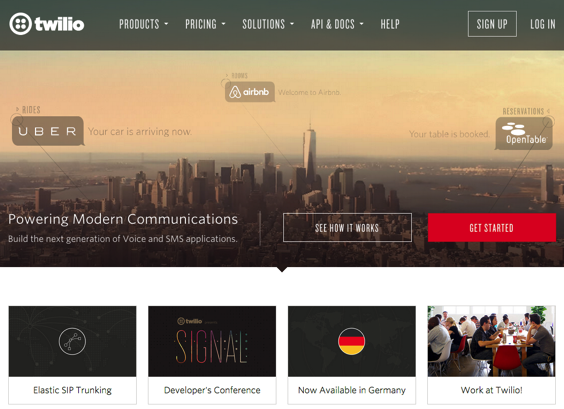 twilio
PRODUCTS
PRICING
SOLUTIONS
API & DOCS
HELP
SIGN UP
LOG IN
airbnb
Welcome to Airbnb
RIDES
UBER
Your car is arriving now.
RESERVATIONS
Your table is booked.
OpenTable
Powering Modern Communications
Build the next generation of Voice and SMS applications.
SEE HOW IT WORKS
GET STARTED
twilio
SIGNAL
Elastic SIP Trunking
Developer's Conference
Now Available in Germany
Work at Twilio!